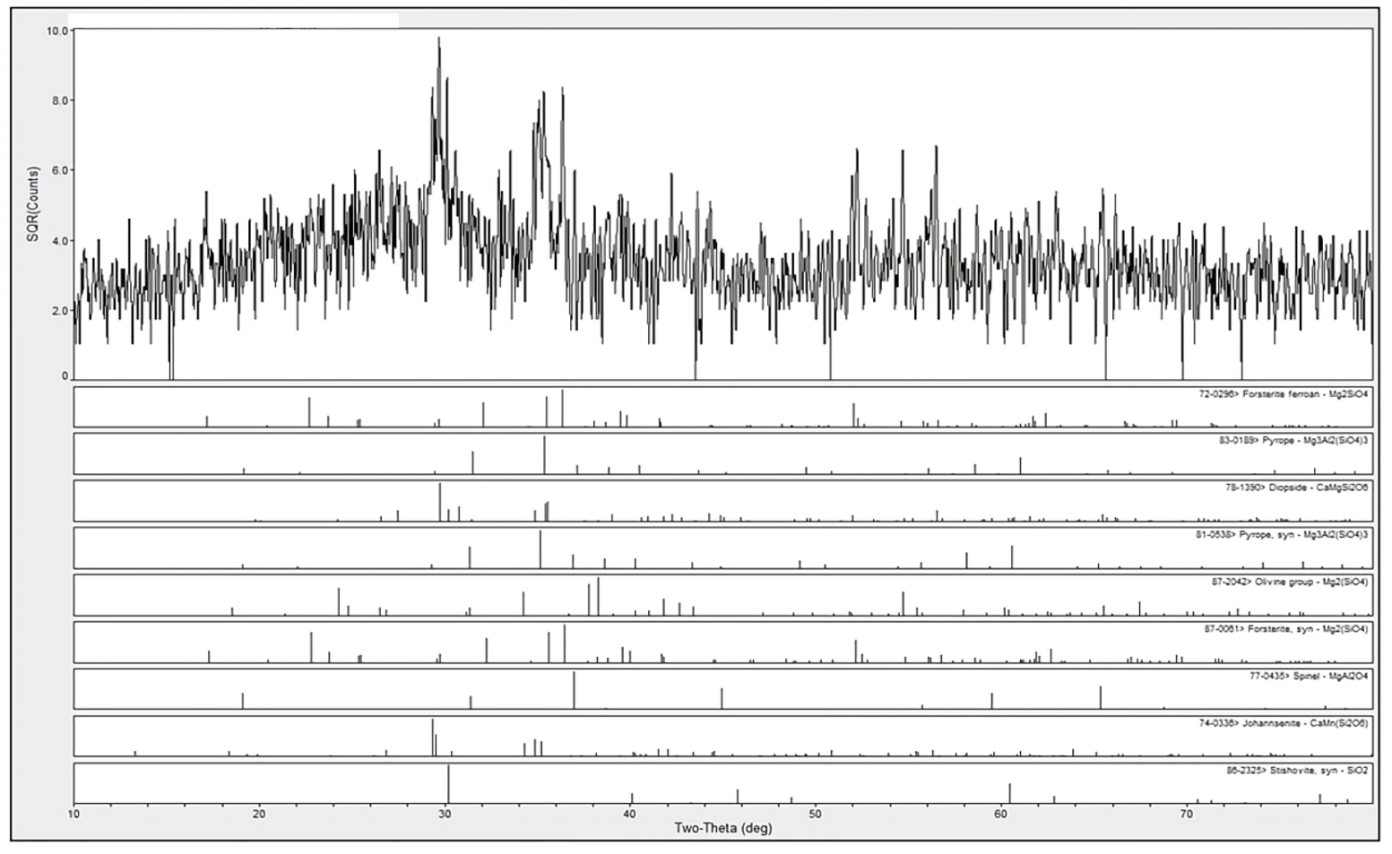 10.0
8.0
6.0
SQR(Counts)
4.0
2.0
0
72-0296> Forsterite ferroan - Mg2SiO4
83-0189> Pyrope - Mg3Al2(SiO4)3
78-1390> Diopside - CaMgSi2O6
81-0538> Pyrope, syn - Mg3Al2(SiO4)3
87-2042> Olivine group - Mg2(SiO4)
87-0061> Forsterite, syn - Mg2(SiO4)
77-0435> Spinel - MgAl2O4
74-0336> Johannsenite - CaMn(Si2O6)
86-2325> Stishovite, syn - SiO2
10 20 30 40 50 60 70
Two-Theta (deg)